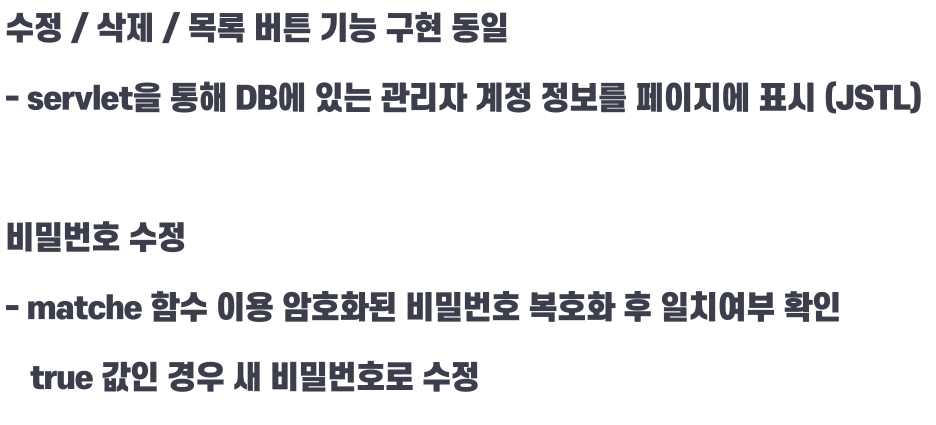 수정 / 삭제 / 목록 버튼 기능 구현 동일
- servlet을 통해 DB에 있는 관리자 계정 정보를 페이지에 표시 (JSTL)
비밀번호 수정
- matche 함수 이용 암호화된 비밀번호 복호화 후 일치여부 확인
true 값인 경우 새 비밀번호로 수정